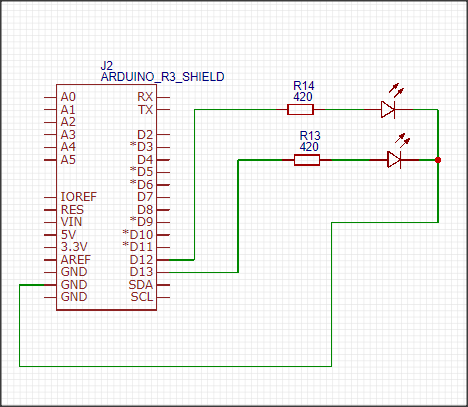 J2
ARDUINO_R3_SHIELD
A0
A1
A2
A3
A4
A5
IOREF
RES
VIN
5V
3.3V
AREF
GND
GND
GND
RX
TX
D2
*D3
D4
*D5
*D6
D7
D8
*D9
*D10
*D11
D12
D13
SDA
SCL
R14
420
R13
420